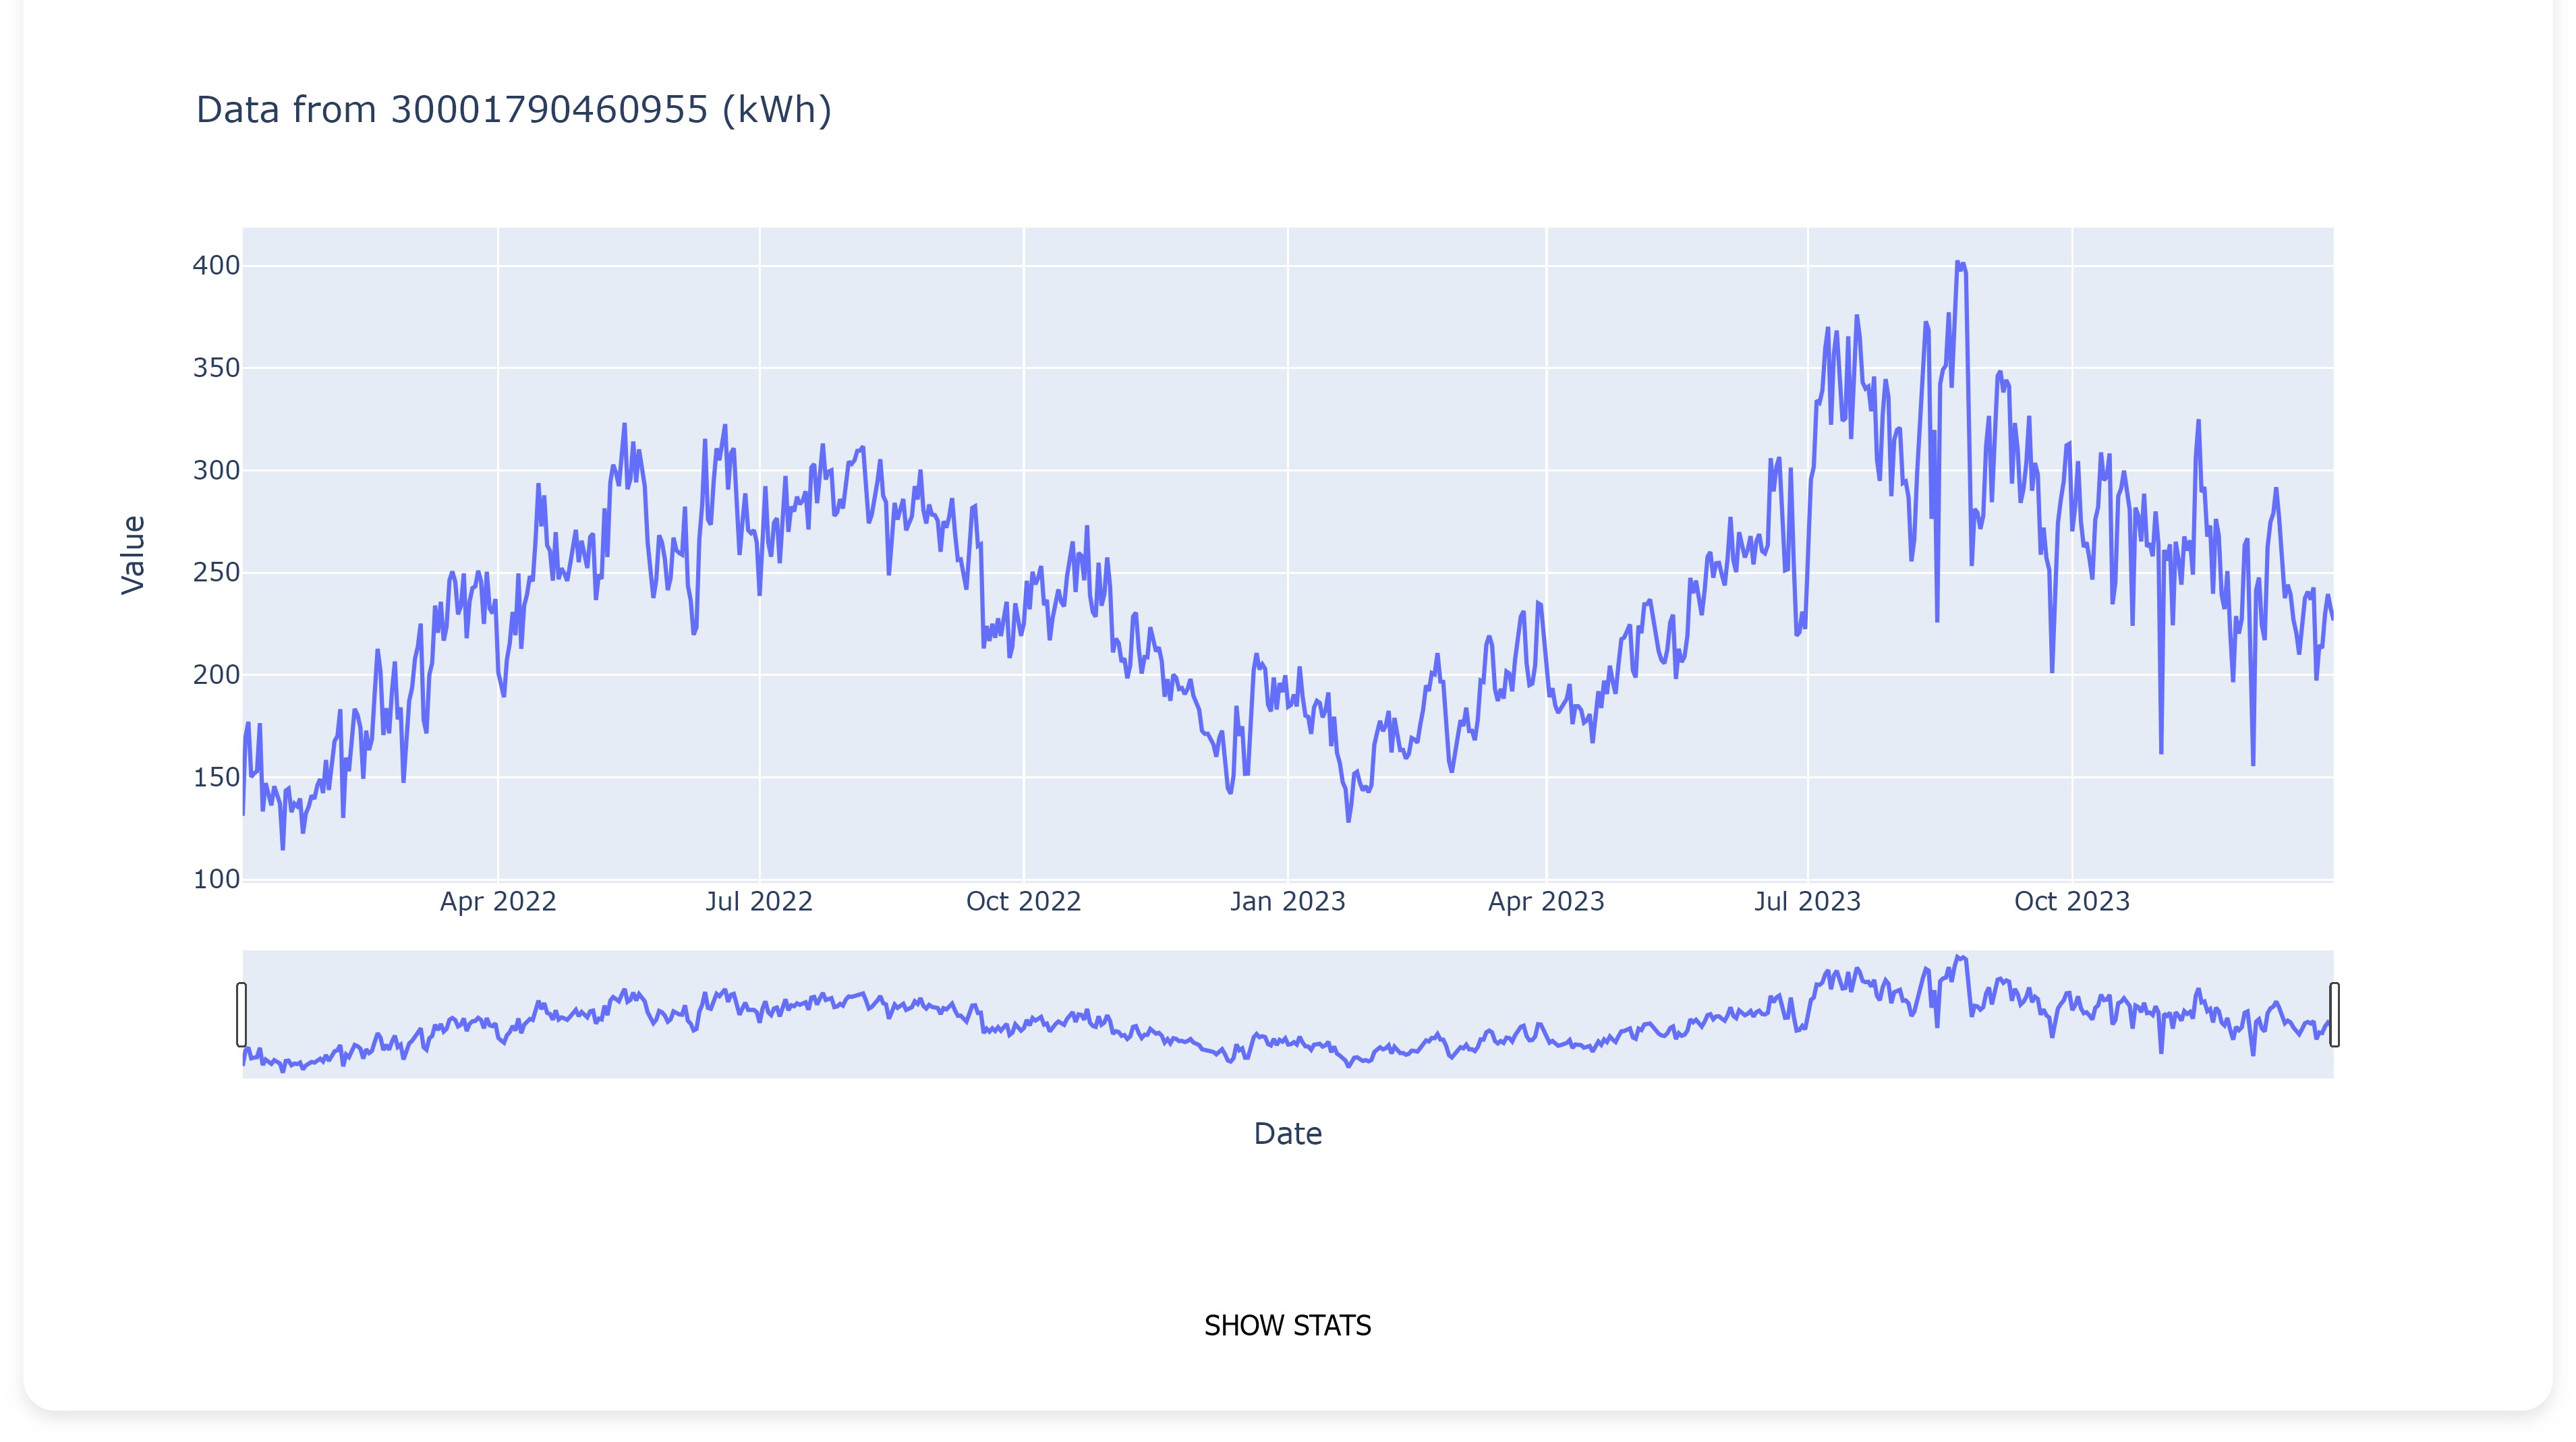 Data from 30001790460955 (kWh)
400
350
300
250
200
150
100
Value
Apr 2022
Jul 2022
Oct 2022
Jan 2023
Apr 2023
Jul 2023
Oct 2023
Date
SHOW STATS